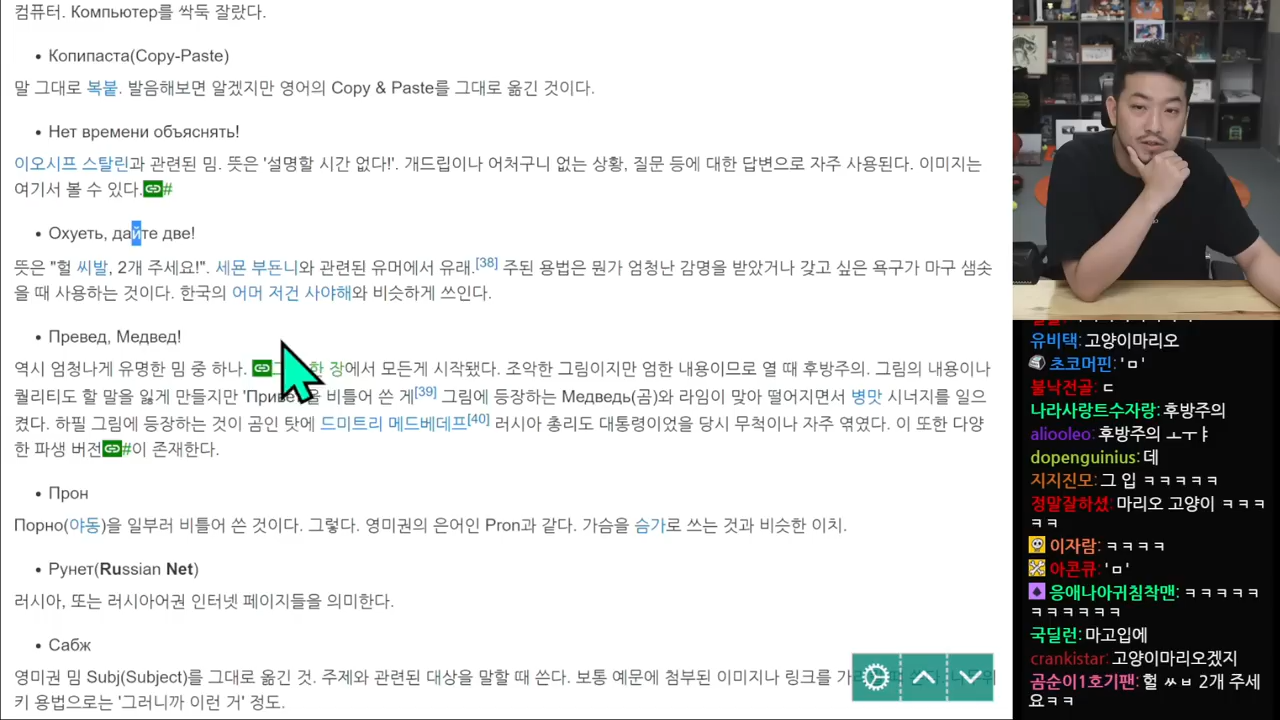 컴퓨터. Компьютер를 싹둑 잘랐다.
• Копипаста(Copy-Paste)
말 그대로 복붙. 발음해보면 알겠지만 영어의 Copy & Paste를 그대로 옮긴 것이다.
• Нет времени объяснять!
이오시프 스탈린과 관련된 밈. 뜻은 '설명할 시간 없다!'. 개드립이나 어처구니 없는 상황, 질문 등에 대한 답변으로 자주 사용된다. 이미지는
여기서 볼 수 있다.#
• Охуеть, дайте две!
뜻은 "헐 씨발, 2개 주세요!". 세묜 부됸니와 관련된 유머에서 유래.[38] 주된 용법은 뭔가 엄청난 감명을 받았거나 갖고 싶은 욕구가 마구 샘솟
을 때 사용하는 것이다. 한국의 어머 저건 사야해와 비슷하게 쓰인다.
• Превед, Медвед!
역시 엄청나게 유명한 밈 중 하나. 한 장에서 모든게 시작됐다. 조악한 그림이지만 엄한 내용이므로 열 때 후방주의. 그림의 내용이나
퀄리티도 할 말을 잃게 만들지만 'Привет'을 비틀어 쓴 게[39] 그림에 등장하는 Медведь(곰)와 라임이 맞아 떨어지면서 병맛 시너지를 일으
켰다. 하필 그림에 등장하는 것이 곰인 탓에 드미트리 메드베데프[40] 러시아 총리도 대통령이었을 당시 무척이나 자주 엮였다. 이 또한 다양
한 파생 버전#이 존재한다.
• Прон
Порно(야동)을 일부러 비틀어 쓴 것이다. 그렇다. 영미권의 은어인 Pron과 같다. 가슴을 슴가로 쓰는 것과 비슷한 이치.
• Рунет(Russian Net)
러시아, 또는 러시아어권 인터넷 페이지들을 의미한다.
• Сабж
영미권 밈 Subj(Subject)를 그대로 옮긴 것. 주제와 관련된 대상을 말할 때 쓴다. 보통 예문에 첨부된 이미지나 링크를
키 용법으로는 '그러니까 이런 거' 정도.
유비택: 고양이마리오
초코머핀: 'ㅁ'
불낙전골: ㄷ
나라사랑트수자랑: 후방주의
aliooleo: 후방주의 ㅗㅜㅑ
dopenguinius: 데
지지진모: 그 입 ㅋㅋㅋㅋㅋ
정말잘하셨: 마리오 고양이 ㅋㅋㅋ
ㅋㅋ
이자람: ㅋㅋㅋㅋ
아콘큐: 'ㅁ'
응애나아귀침착맨: ㅋㅋㅋㅋㅋ
ㅋㅋㅋㅋㅋㅋ
국딜런: 마고입에
crankistar: 고양이마리오겠지
곰순이1호기팬: 헐 ㅆㅂ 2개 주세
요ㅋㅋ